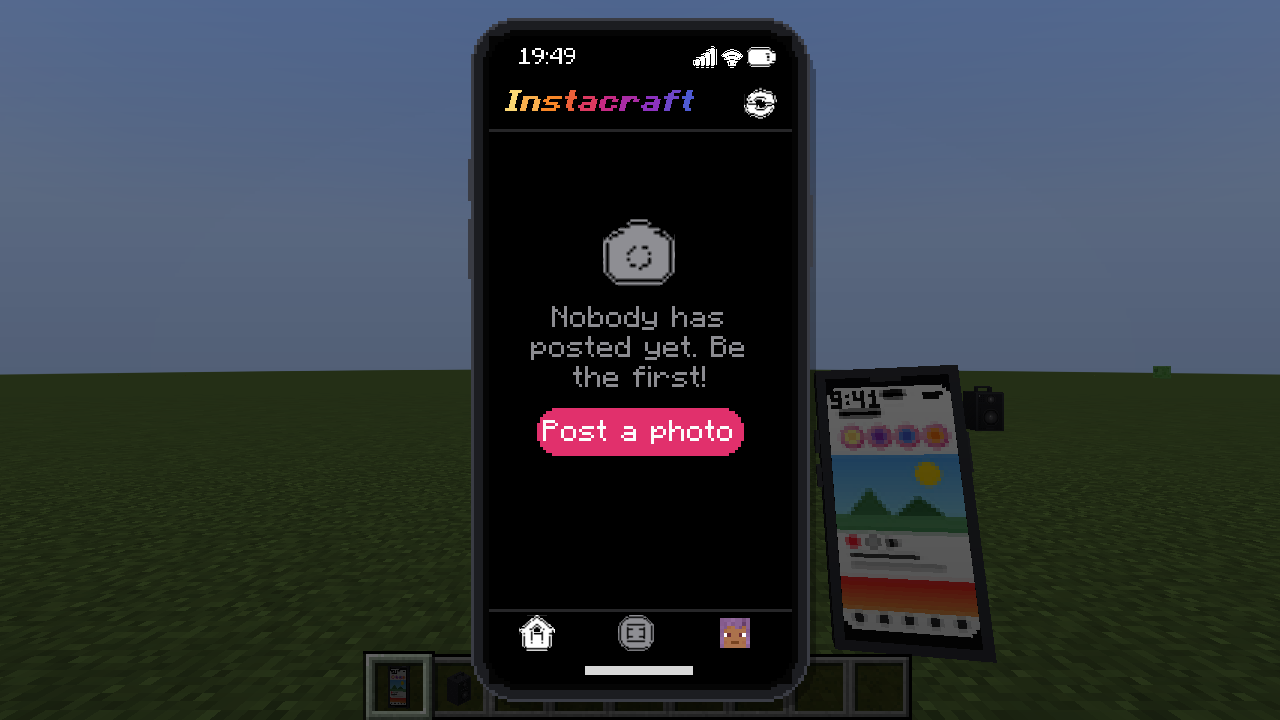 19:49
Instacraft
Nobody has
posted yet. Be
the first!
Post a photo
9:41